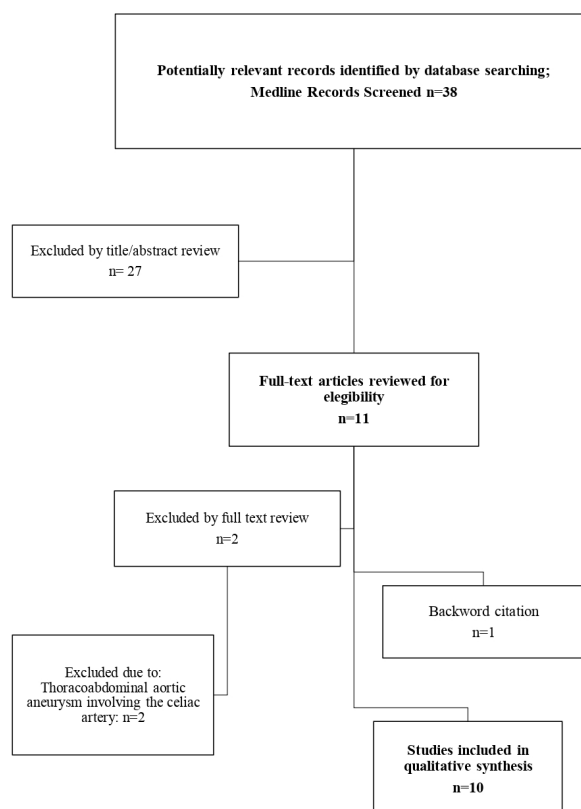 Potentially relevant records identified by database searching;
Medline Records Screened n=38
Excluded by title/abstract review
n= 27
Full-text articles reviewed for
elegibility
n=11
Excluded by full text review
n=2
Backword citation
n=1
Excluded due to:
Thoracoabdominal aortic
aneurysm involving the celiac
artery: n=2
Studies included in
qualitative synthesis
n=10